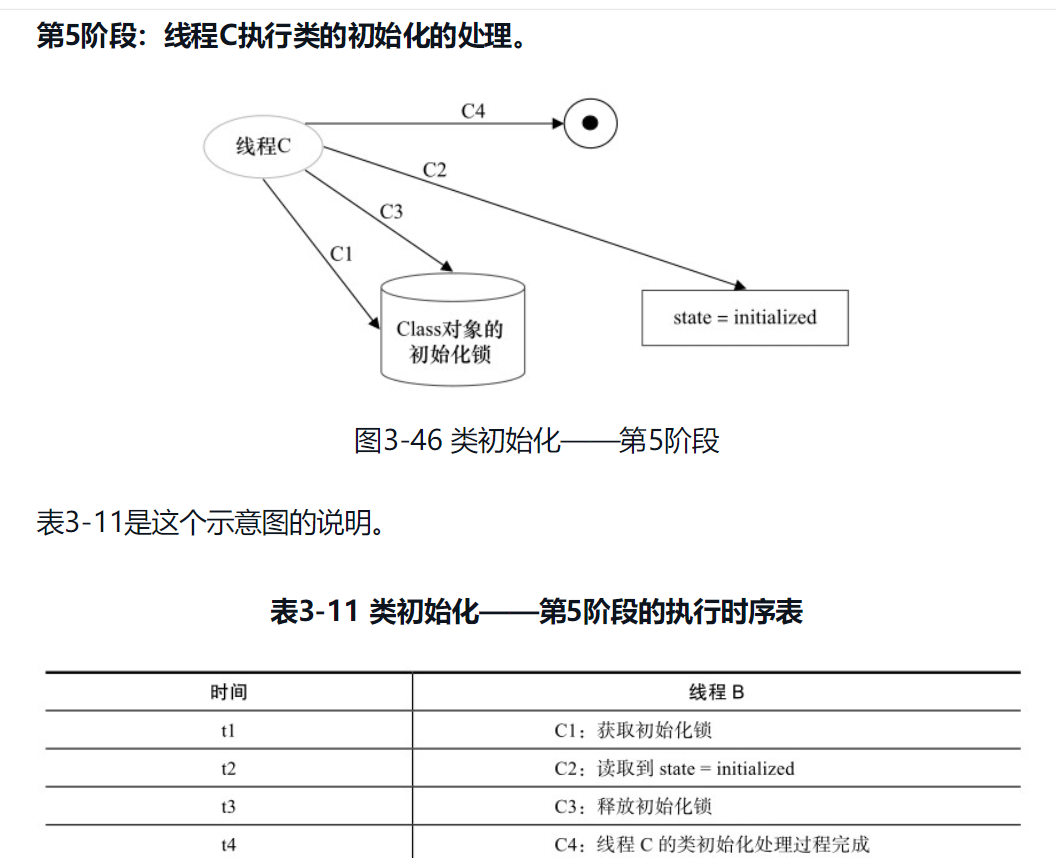 第5阶段：线程C执行类的初始化的处理。
C4
线程C
C2
C3
C1
Class对象的
初始化锁
state = initialized
图3-46 类初始化——第5阶段
表3-11是这个示意图的说明。
表3-11 类初始化——第5阶段的执行时序表
时间 线程 B
t1 C1：获取初始化锁
t2 C2：读取到 state = initialized
t3 C3：释放初始化锁
t4 C4：线程 C 的类初始化处理过程完成